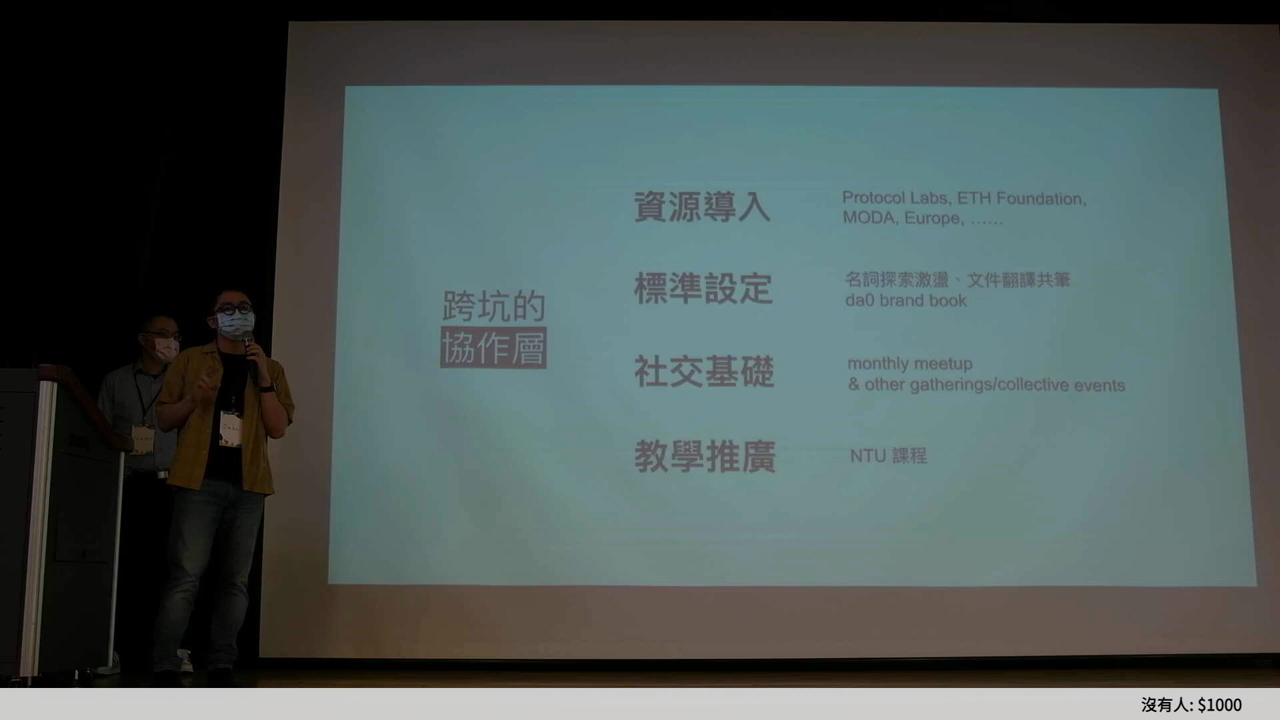 跨坑的
協作層
資源導入
Protocol Labs, ETH Foundation,
MODA, Europe, ……
標準設定
名詞探索激盪、文件翻譯共筆
da0 brand book
社交基礎
monthly meetup
& other gatherings/collective events
教學推廣
NTU 課程
沒有人: $1000